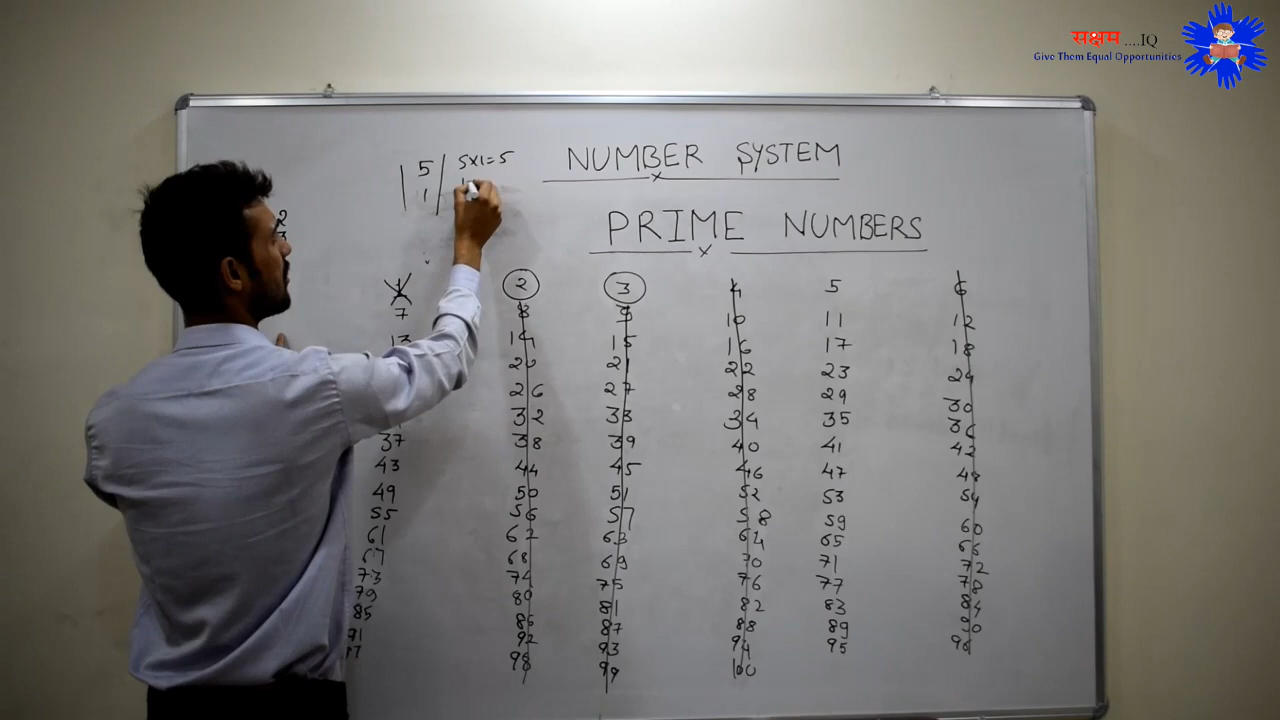 सक्षम ....IQ
Give Them Equal Opportunities
5 5x1=5
1
NUMBER SYSTEM
2
PRIME NUMBERS
1 2 3 4 5 6
7 8 9 10 11 12
13 14 15 16 17 18
20 21 22 23 24
26 27 28 29 30
32 33 34 35 36
37 38 39 40 41 42
43 44 45 46 47 48
49 50 51 52 53 54
55 56 57 58 59 60
61 62 63 64 65 66
67 68 69 70 71 72
73 74 75 76 77 78
79 80 81 82 83 84
85 86 87 88 89 90
91 92 93 94 95 96
97 98 99 100